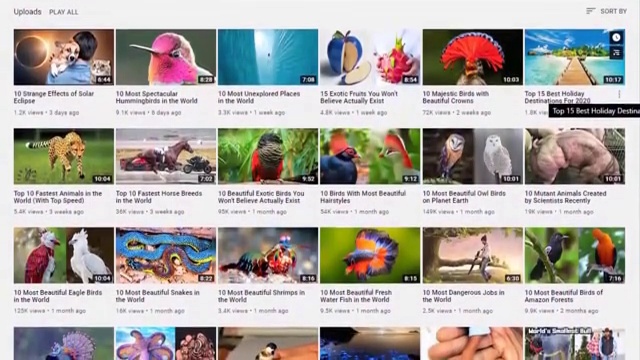 Uploads PLAY ALL SORT BY
6:44
8:28
7:08
8:54
10:03
10 Strange Effects of Solar
Eclipse
1.2K views • 3 days ago
10 Most Spectacular
Hummingbirds in the World
9.1K views • 6 days ago
10 Most Unexplored Places
in the World
3.3K views • 1 week ago
15 Exotic Fruits You Won't
Believe Actually Exist
4.8K views • 1 week ago
10 Majestic Birds with
Beautiful Crowns
72K views • 2 weeks ago
Top 15 Best Holiday
Destinations For 2020
1.8K
Top 15 Best Holiday Destina
10:04
7:02
9:52
9:12
10:01
10:01
Top 10 Fastest Animals in the
World (With Top Speed)
5.4K views • 3 weeks ago
Top 10 Fastest Horse Breeds
in the World
36K views • 3 weeks ago
10 Beautiful Exotic Birds You
Won't Believe Actually Exist
95K views • 1 month ago
10 Birds With Most Beautiful
Hairstyles
54K views • 1 month ago
10 Most Beautiful Owl Birds
on Planet Earth
149K views • 1 month ago
10 Mutant Animals Created
by Scientists Recently
19K views • 1 month ago
10:04
8:22
8:16
8:15
6:30
7:16
10 Most Beautiful Eagle Birds
in the World
125K views • 1 month ago
10 Most Beautiful Snakes in
the World
16K views • 1 month ago
10 Most Beautiful Shrimps in
the World
3.4K views • 1 month ago
10 Most Beautiful Fresh
Water Fish in the World
9.3K views • 1 month ago
10 Most Dangerous Jobs in
the World
2.5K views • 1 month ago
10 Most Beautiful Birds of
Amazon Forests
9.8K views • 2 months ago
World's Smallest Bull